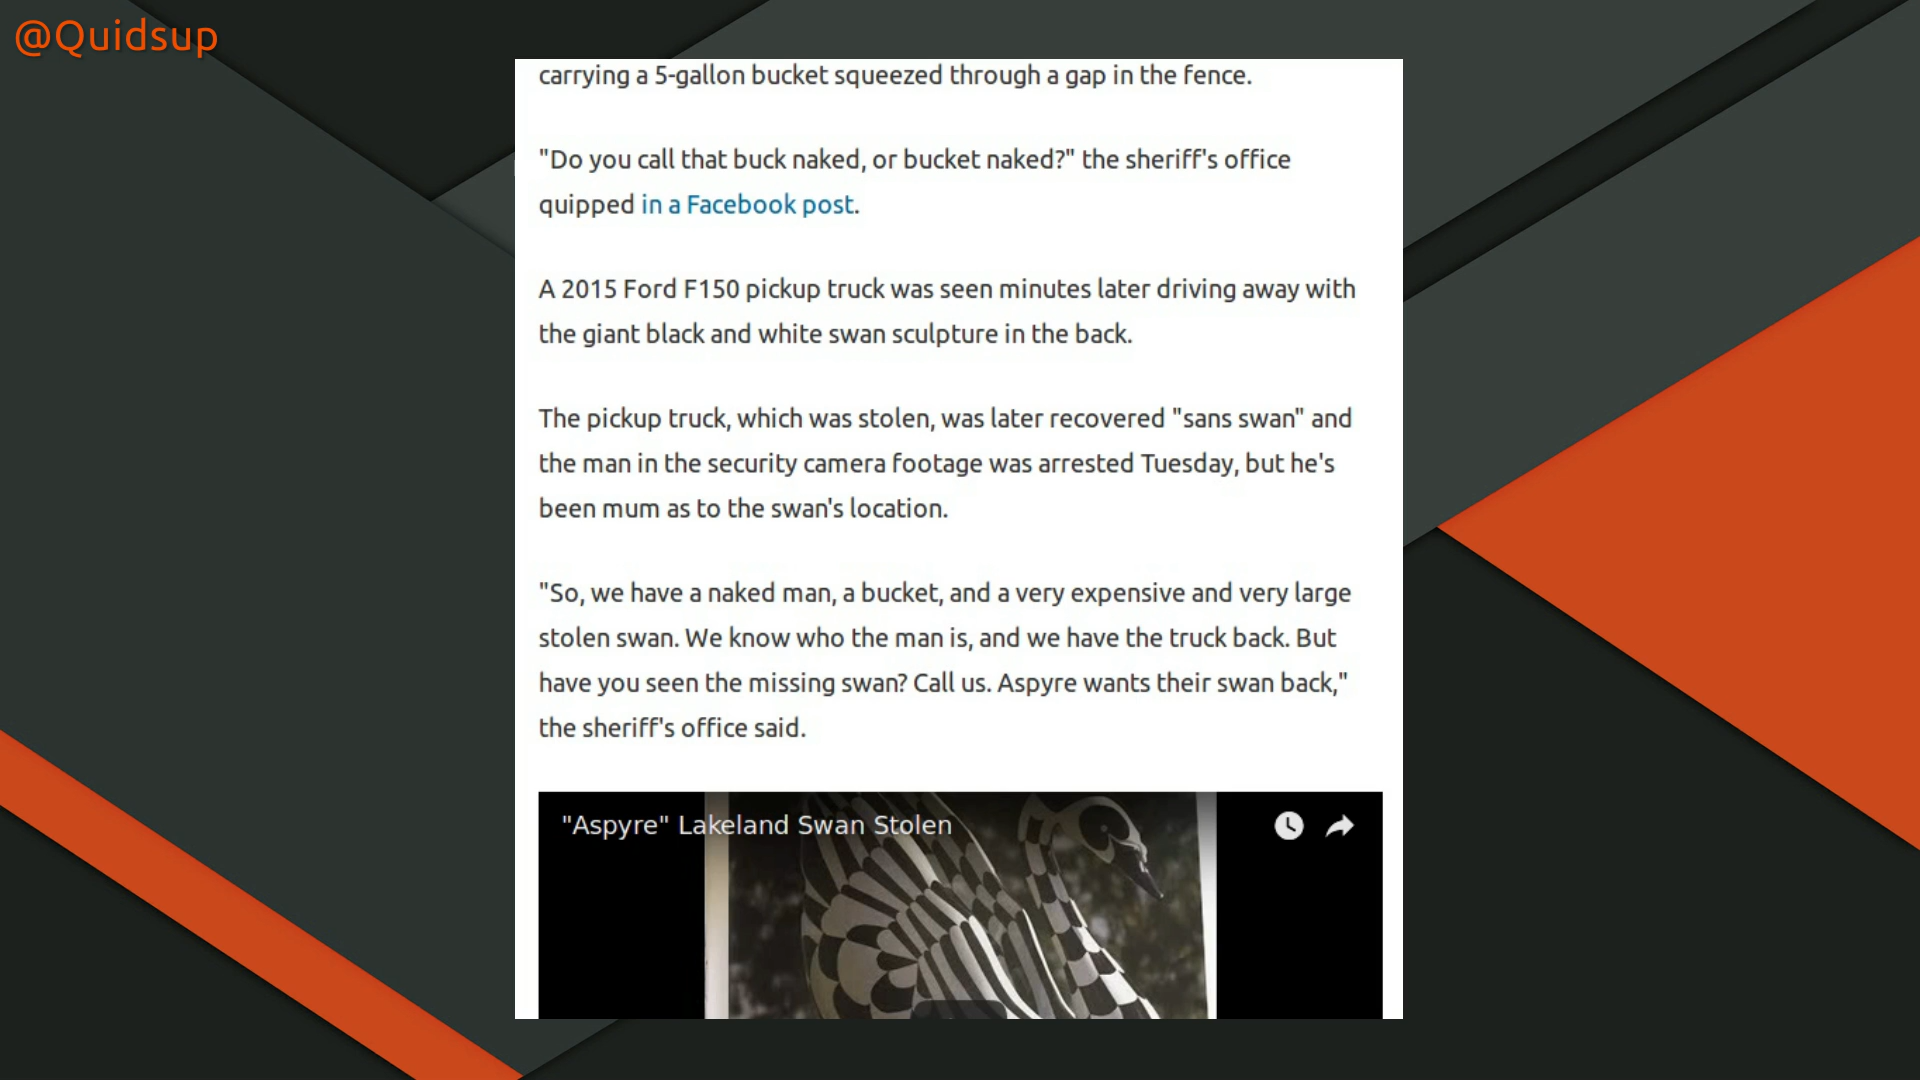 @Quidsup
carrying a 5-gallon bucket squeezed through a gap in the fence.
"Do you call that buck naked, or bucket naked?" the sheriff's office
quipped in a Facebook post.
A 2015 Ford F150 pickup truck was seen minutes later driving away with
the giant black and white swan sculpture in the back.
The pickup truck, which was stolen, was later recovered "sans swan" and
the man in the security camera footage was arrested Tuesday, but he's
been mum as to the swan's location.
"So, we have a naked man, a bucket, and a very expensive and very large
stolen swan. We know who the man is, and we have the truck back. But
have you seen the missing swan? Call us. Aspyre wants their swan back,"
the sheriff's office said.
"Aspyre" Lakeland Swan Stolen